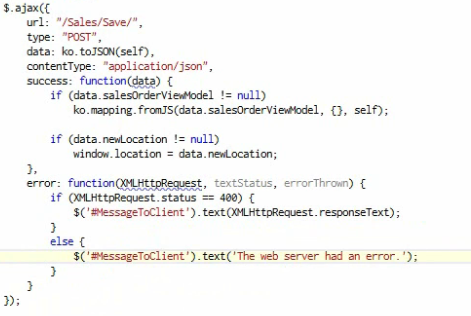 $.ajax({
    url: "/Sales/Save/",
    type: "POST",
    data: ko.toJSON(self),
    contentType: "application/json",
    success: function(data) {
        if (data.salesOrderViewModel != null)
            ko.mapping.fromJS(data.salesOrderViewModel, {}, self);

        if (data.newLocation != null)
            window.location = data.newLocation;
    },
    error: function(XMLHttpRequest, textStatus, errorThrown) {
        if (XMLHttpRequest.status == 400) {
            $('#MessageToClient').text(XMLHttpRequest.responseText);
        }
        else {
            $('#MessageToClient').text('The web server had an error.');
        }
    }
});